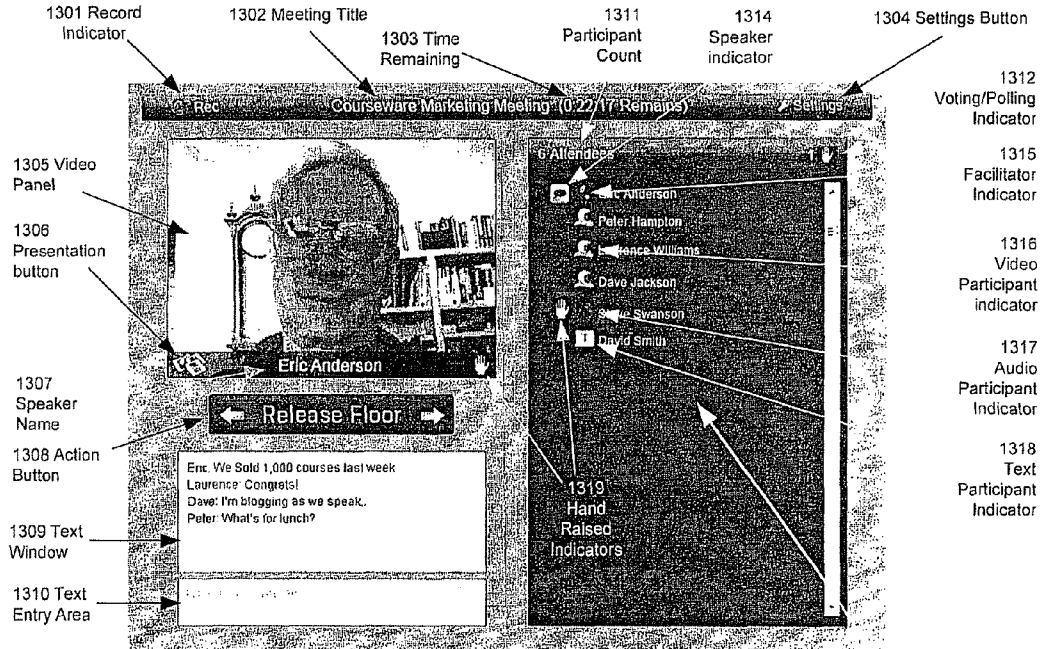 1301 Record
Indicator
1302 Meeting Title
1303 Time
Remaining
1311
Participant
Count
1314
Speaker
indicator
1304 Settings Button
1312
Voting/Polling
Indicator
1315
Facilitator
Indicator
1316
Video
Participant
indicator
1317
Audio
Participant
Indicator
1318
Text
Participant
Indicator
1305 Video
Panel
1306
Presentation
button
1307
Speaker
Name
1308 Action
Button
1309 Text
Window
1310 Text
Entry Area
Rec
Courseware Marketing Meeting (0:22/17 Remains)
Settings
6 Attendees
1
Eric Anderson
Peter Hampton
Laurence Williams
Dave Jackson
Steve Swanson
T David Smith
1319
Hand
Raised
Indicators
Eric Anderson
Release Floor
Eric: We Sold 1,000 courses last week
Laurence: Congrats!
Dave: I'm blogging as we speak..
Peter: What's for lunch?